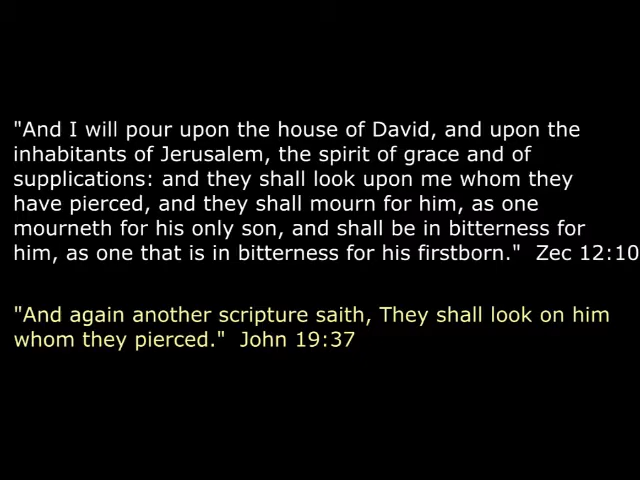 "And I will pour upon the house of David, and upon the
inhabitants of Jerusalem, the spirit of grace and of
supplications: and they shall look upon me whom they
have pierced, and they shall mourn for him, as one
mourneth for his only son, and shall be in bitterness for
him, as one that is in bitterness for his firstborn."  Zec 12:10
"And again another scripture saith, They shall look on him
whom they pierced."  John 19:37